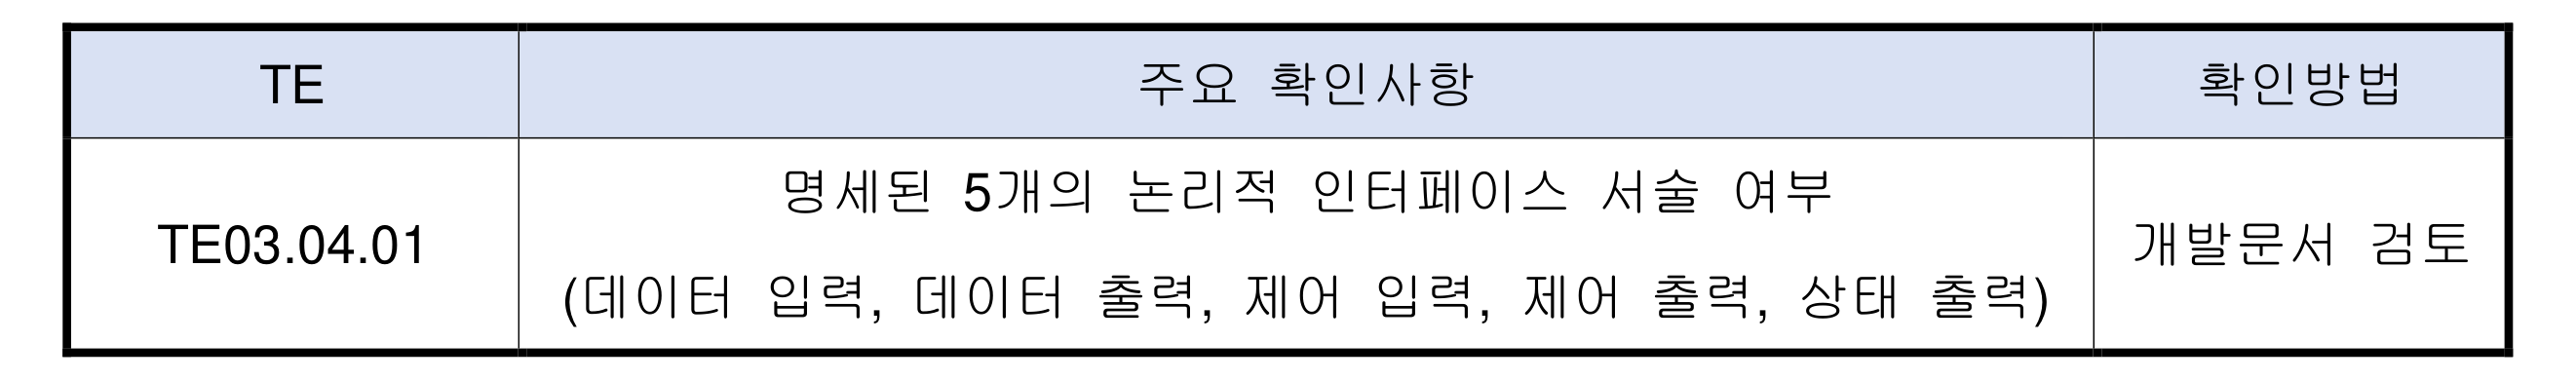 TE 주요 확인사항 확인방법
TE03.04.01
명세된 5개의 논리적 인터페이스 서술 여부
(데이터 입력, 데이터 출력, 제어 입력, 제어 출력, 상태 출력)
개발문서 검토